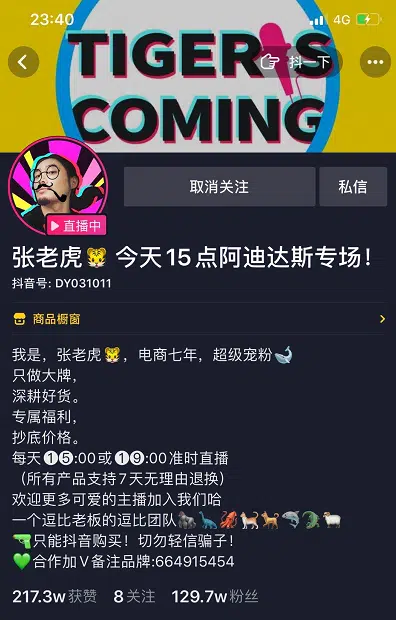 23:40
4G
TIGER IS
抖一下
COMING
直播中
取消关注
私信
张老虎🐯 今天15点阿迪达斯专场！
抖音号: DY031011
商品橱窗
我是，张老虎🐯，电商七年，超级宠粉🐳
只做大牌，
深耕好货。
专属福利，
抄底价格。
每天❶❺:00或❶❾:00准时直播
（所有产品支持7天无理由退换）
欢迎更多可爱的主播加入我们哈
一个逗比老板的逗比团队🦍🦕🦞🐕🐈🦈🐊🐑
🔫只能抖音购买！切勿轻信骗子！
💚合作加V备注品牌:664915454
217.3w获赞 8关注 129.7w粉丝